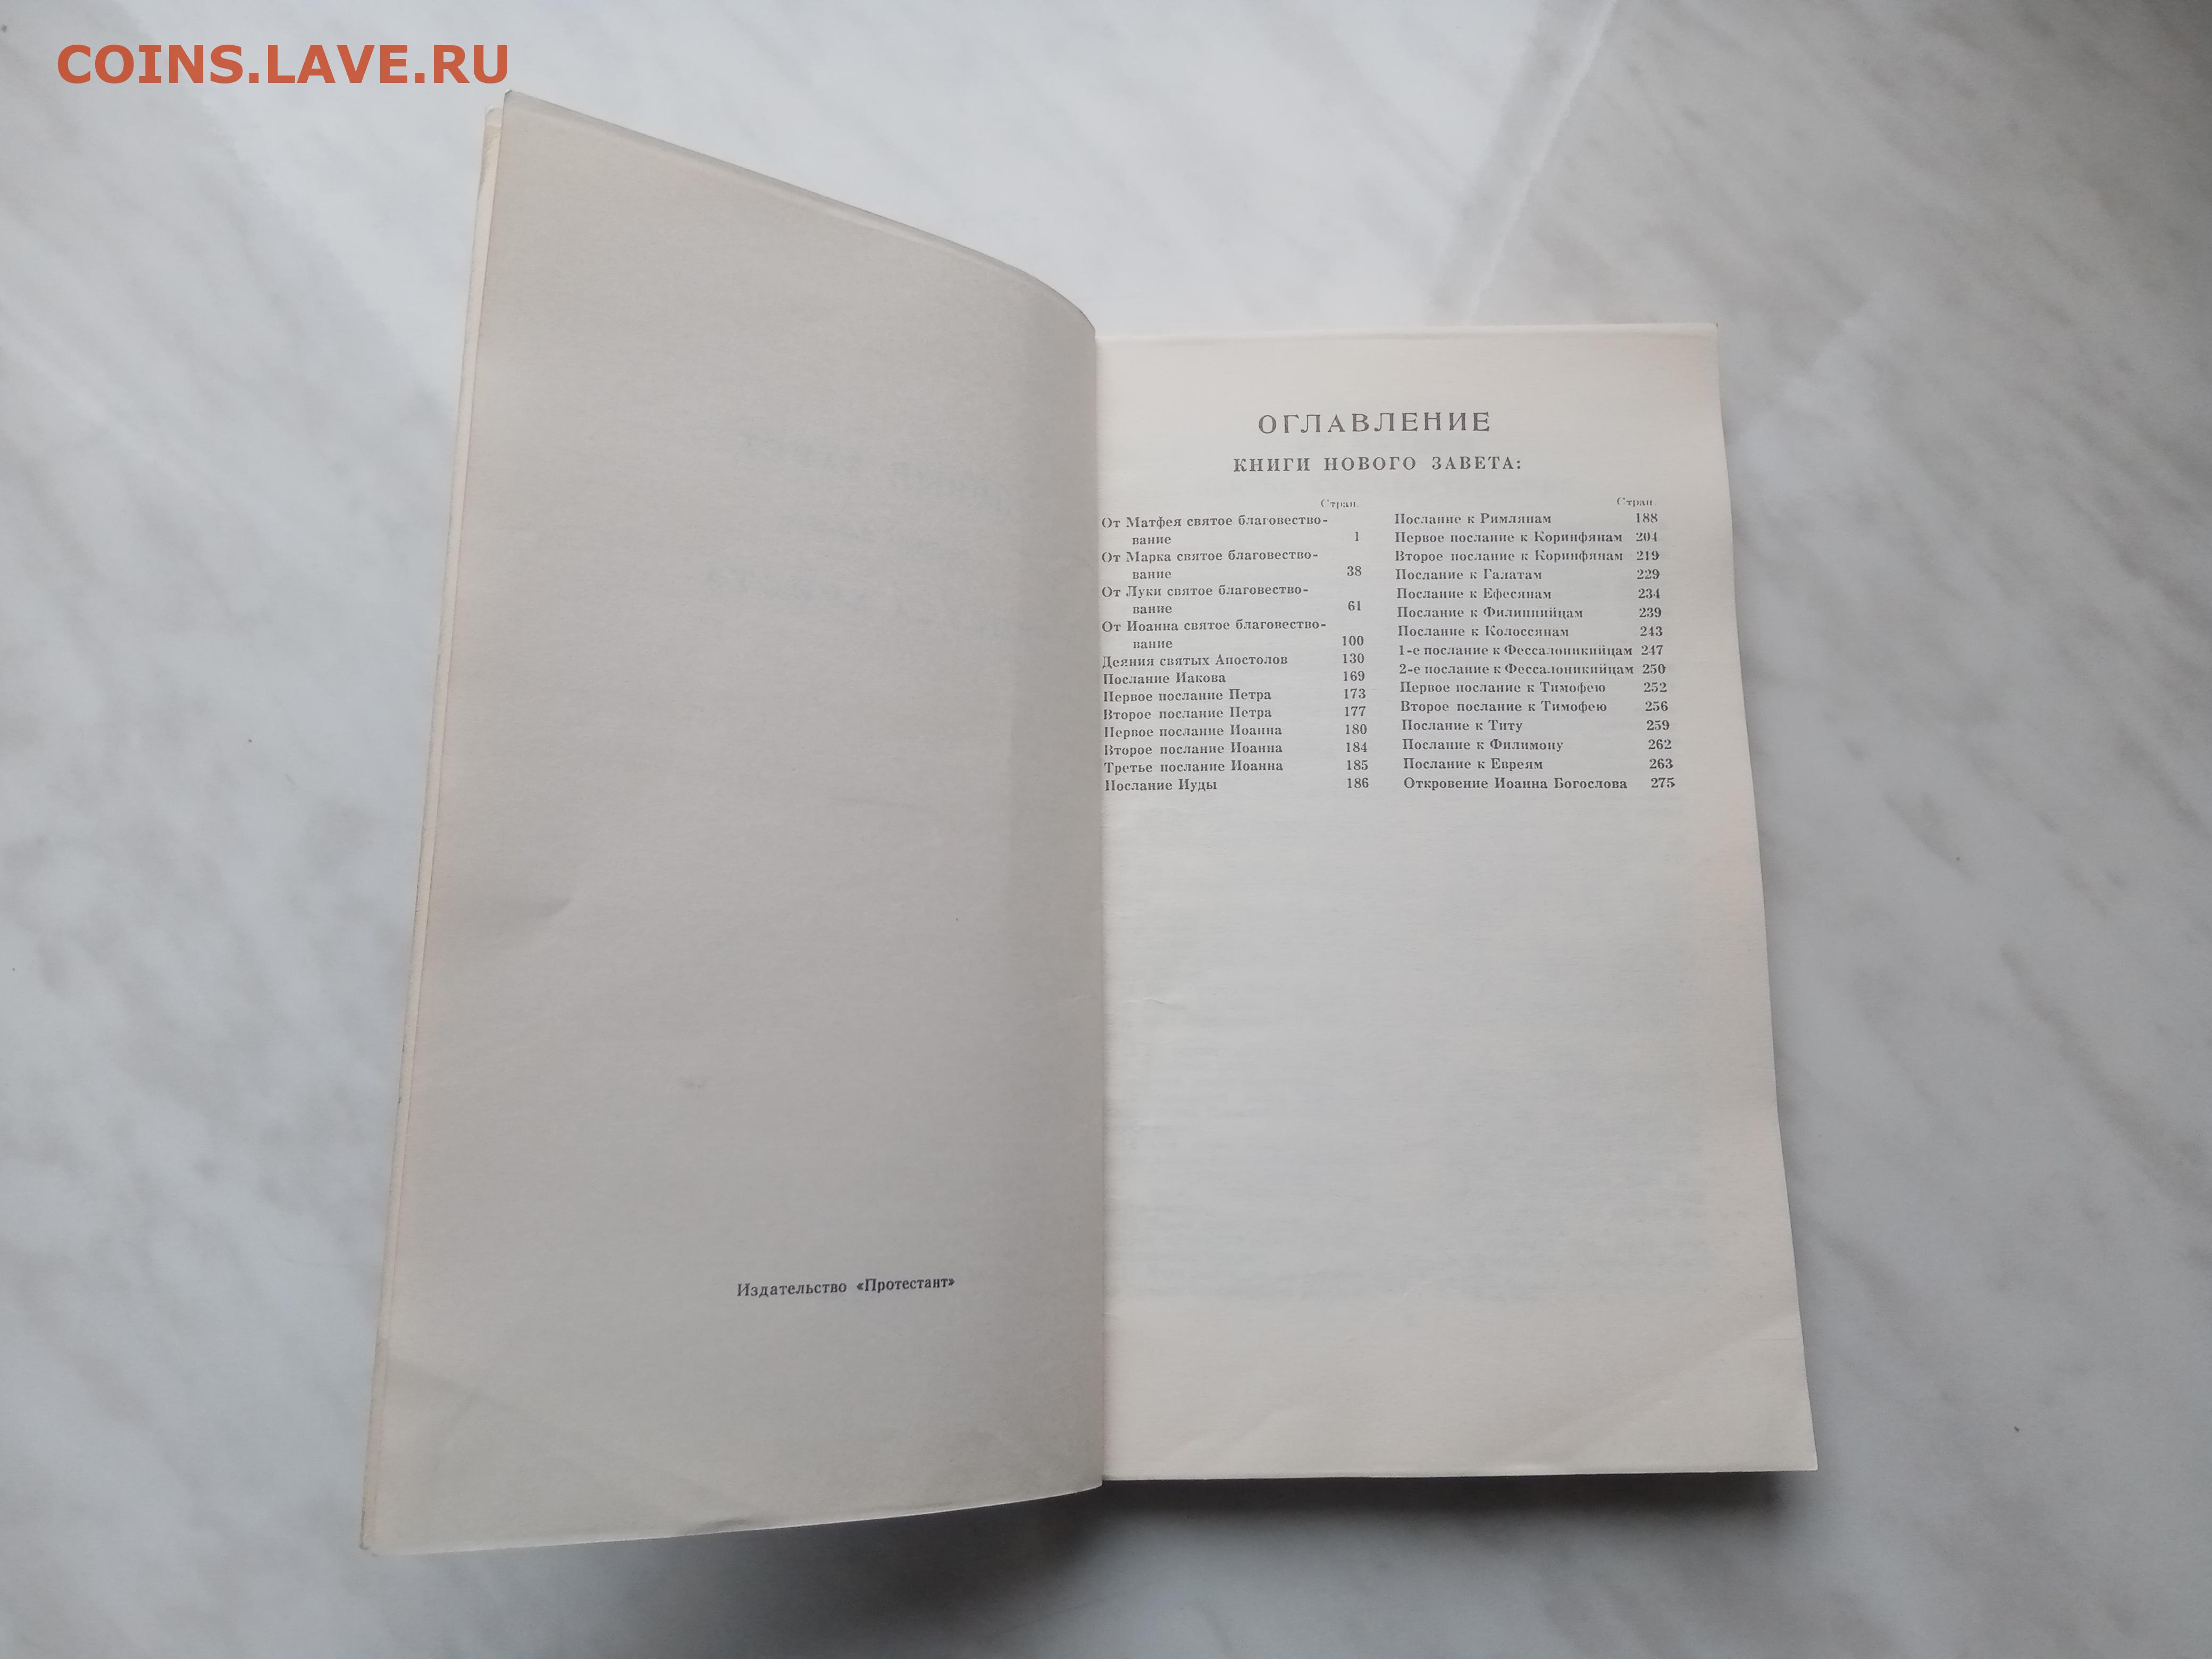 COINS.LAVE.RU
Издательство «Протестант»
ОГЛАВЛЕНИЕ
КНИГИ НОВОГО ЗАВЕТА:
Стран.
От Матфея святое благовество-
вание 1
От Марка святое благовество-
вание 38
От Луки святое благовество-
вание 61
От Иоанна святое благовество-
вание 100
Деяния святых Апостолов 130
Послание Иакова 169
Первое послание Петра 173
Второе послание Петра 177
Первое послание Иоанна 180
Второе послание Иоанна 184
Третье послание Иоанна 185
Послание Иуды 186
Стран.
Послание к Римлянам 188
Первое послание к Коринфянам 204
Второе послание к Коринфянам 219
Послание к Галатам 229
Послание к Ефесянам 234
Послание к Филиппийцам 239
Послание к Колоссянам 243
1-е послание к Фессалоникийцам 247
2-е послание к Фессалоникийцам 250
Первое послание к Тимофею 252
Второе послание к Тимофею 256
Послание к Титу 259
Послание к Филимону 262
Послание к Евреям 263
Откровение Иоанна Богослова 275